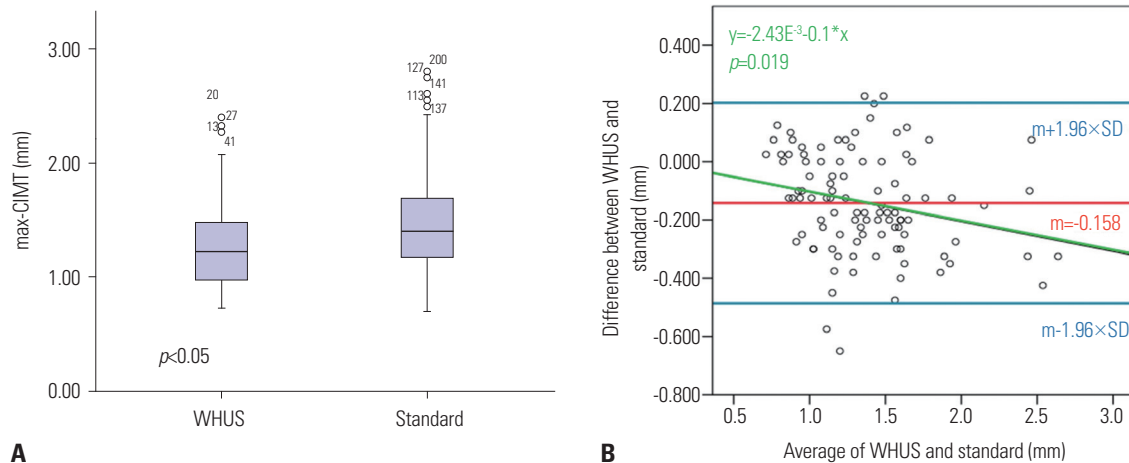 3.00
2.00
1.00
0.00
max-CIMT (mm)
20
27
13
41
127
200
141
113
137
p<0.05
WHUS
Standard
A
0.400
0.200
0.000
-0.200
-0.400
-0.600
-0.800
Difference between WHUS and
standard (mm)
y=-2.43E⁻³-0.1*x
p=0.019
m+1.96×SD
m=-0.158
m-1.96×SD
0.5
1.0
1.5
2.0
2.5
3.0
Average of WHUS and standard (mm)
B